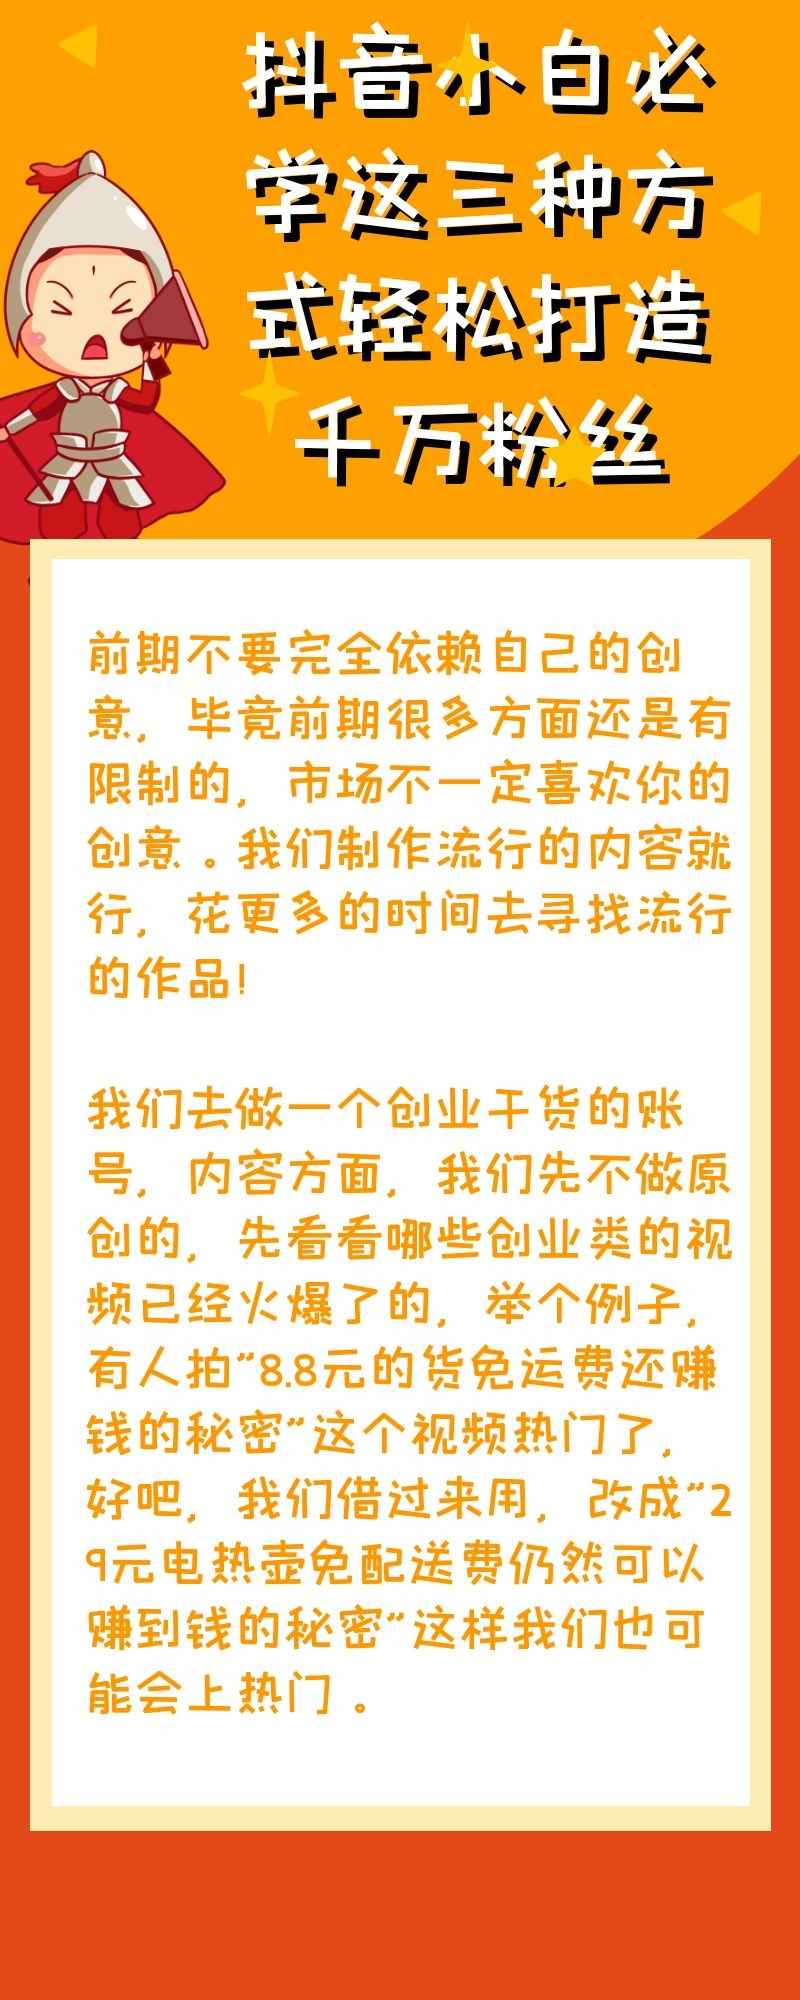 抖音小白必
学这三种方
式轻松打造
千万粉丝
前期不要完全依赖自己的创
意，毕竟前期很多方面还是有
限制的，市场不一定喜欢你的
创意。我们制作流行的内容就
行，花更多的时间去寻找流行
的作品！
我们去做一个创业干货的账
号，内容方面，我们先不做原
创的，先看看哪些创业类的视
频已经火爆了的，举个例子，
有人拍"8.8元的货免运费还赚
钱的秘密"这个视频热门了，
好吧，我们借过来用，改成"2
9元电热壶免配送费仍然可以
赚到钱的秘密"这样我们也可
能会上热门。